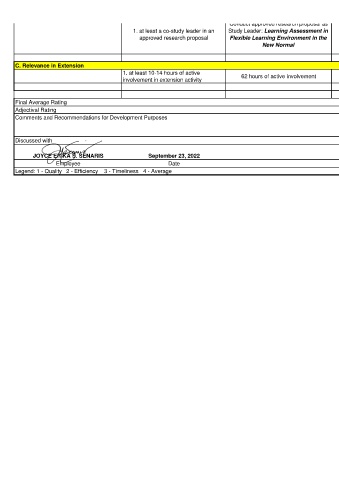 Conduct approved research proposal as
1. at least a co-study leader in an
approved research proposal
Study Leader: Learning Assessment in
Flexible Learning Environment in the
New Normal
C. Relevance in Extension
1. at least 10-14 hours of active
involvement in extension activity
62 hours of active involvement
Final Average Rating
Adjectival Rating
Comments and Recommendations for Development Purposes
Discussed with
JOYCE ERIKA S. SENARIS
September 23, 2022
Employee
Date
Legend: 1 - Quality 2 - Efficiency 3 - Timeliness 4 - Average